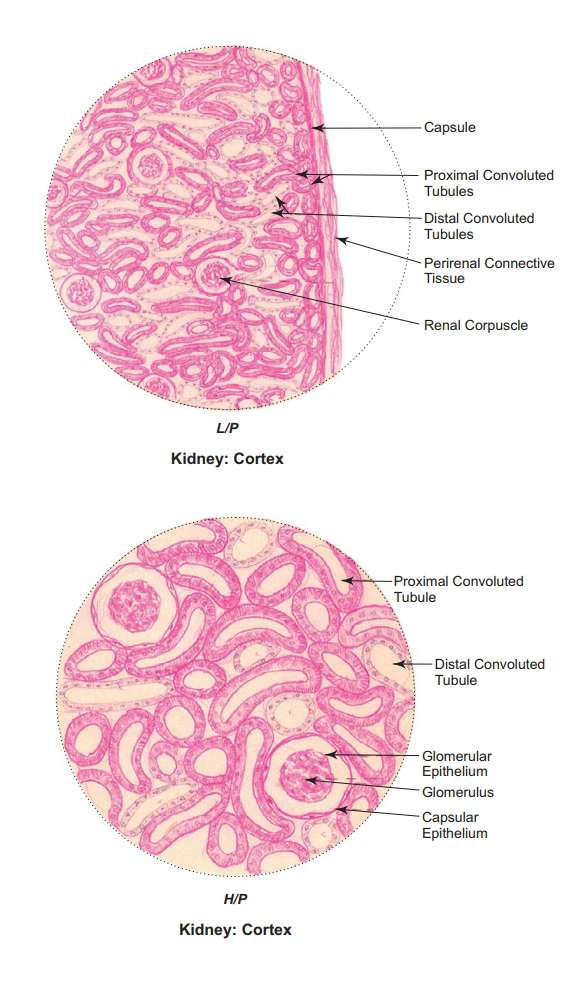 Capsule
Proximal Convoluted
Tubules
Distal Convoluted
Tubules
Perirenal Connective
Tissue
Renal Corpuscle
L/P
Kidney: Cortex
Proximal Convoluted
Tubule
Distal Convoluted
Tubule
Glomerular
Epithelium
Glomerulus
Capsular
Epithelium
H/P
Kidney: Cortex